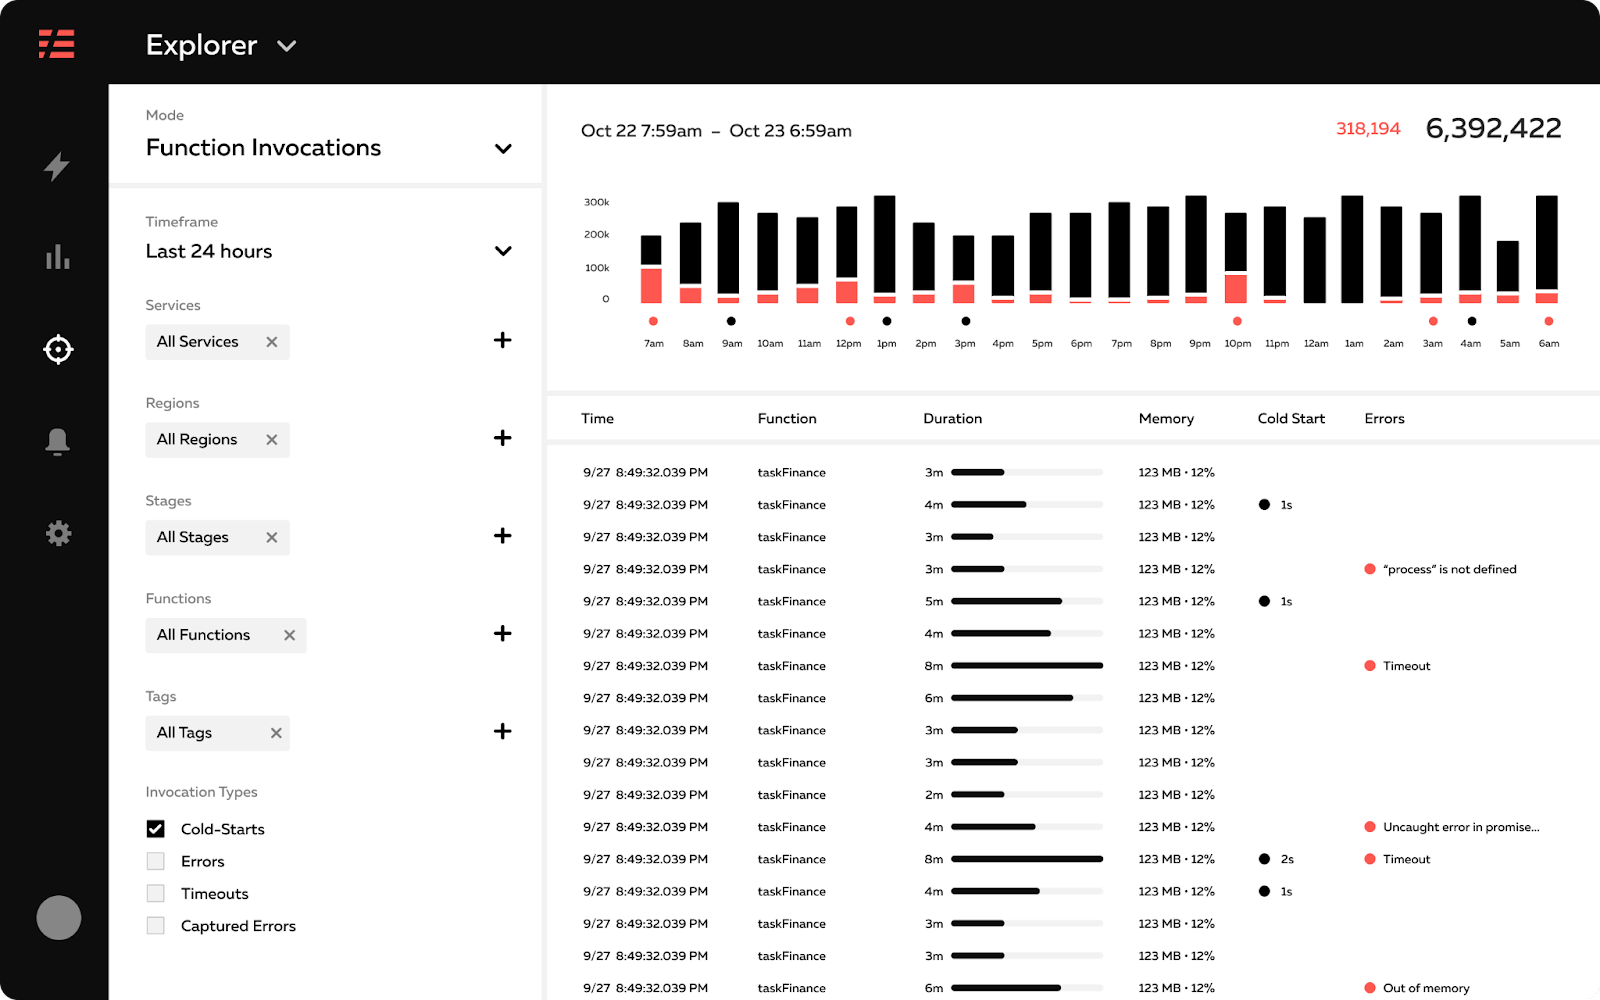 Explorer
Mode
Function Invocations
Timeframe
Last 24 hours
Services
All Services
Regions
All Regions
Stages
All Stages
Functions
All Functions
Tags
All Tags
Invocation Types
Cold-Starts
Errors
Timeouts
Captured Errors
Oct 22 7:59am – Oct 23 6:59am
318,194 6,392,422
300k
200k
100k
0
7am 8am 9am 10am 11am 12pm 1pm 2pm 3pm 4pm 5pm 6pm 7pm 8pm 9pm 10pm 11pm 12am 1am 2am 3am 4am 5am 6am
Time Function Duration Memory Cold Start Errors
9/27 8:49:32.039 PM taskFinance 3m 123 MB • 12%
9/27 8:49:32.039 PM taskFinance 4m 123 MB • 12% 1s
9/27 8:49:32.039 PM taskFinance 3m 123 MB • 12%
9/27 8:49:32.039 PM taskFinance 3m 123 MB • 12% “process” is not defined
9/27 8:49:32.039 PM taskFinance 5m 123 MB • 12% 1s
9/27 8:49:32.039 PM taskFinance 4m 123 MB • 12%
9/27 8:49:32.039 PM taskFinance 8m 123 MB • 12% Timeout
9/27 8:49:32.039 PM taskFinance 6m 123 MB • 12%
9/27 8:49:32.039 PM taskFinance 3m 123 MB • 12%
9/27 8:49:32.039 PM taskFinance 3m 123 MB • 12%
9/27 8:49:32.039 PM taskFinance 2m 123 MB • 12%
9/27 8:49:32.039 PM taskFinance 4m 123 MB • 12% Uncaught error in promise...
9/27 8:49:32.039 PM taskFinance 8m 123 MB • 12% 2s Timeout
9/27 8:49:32.039 PM taskFinance 4m 123 MB • 12% 1s
9/27 8:49:32.039 PM taskFinance 3m 123 MB • 12%
9/27 8:49:32.039 PM taskFinance 3m 123 MB • 12%
9/27 8:49:32.039 PM taskFinance 6m 123 MB • 12% Out of memory